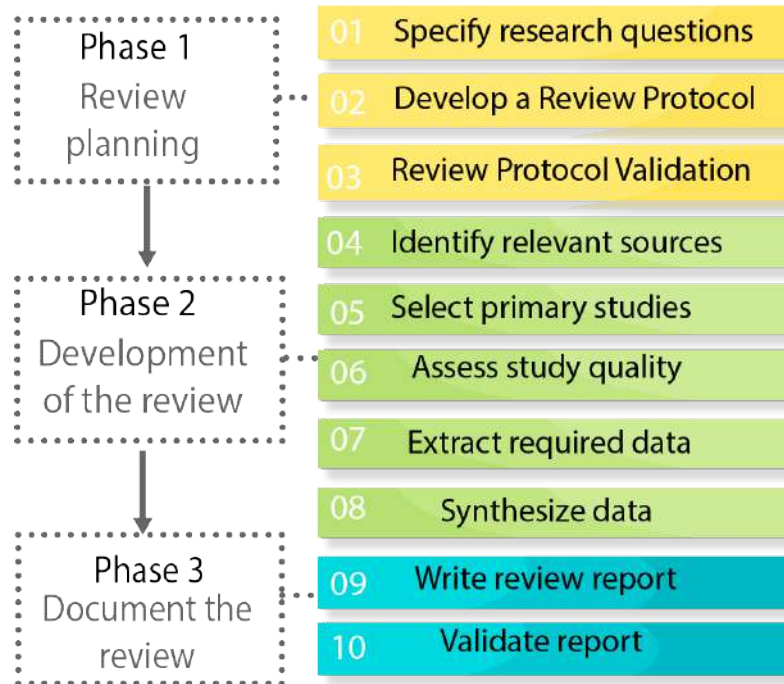 Phase 1
Review
planning
01 Specify research questions
02 Develop a Review Protocol
03 Review Protocol Validation
Phase 2
Development
of the review
04 Identify relevant sources
05 Select primary studies
06 Assess study quality
07 Extract required data
08 Synthesize data
Phase 3
Document the
review
09 Write review report
10 Validate report